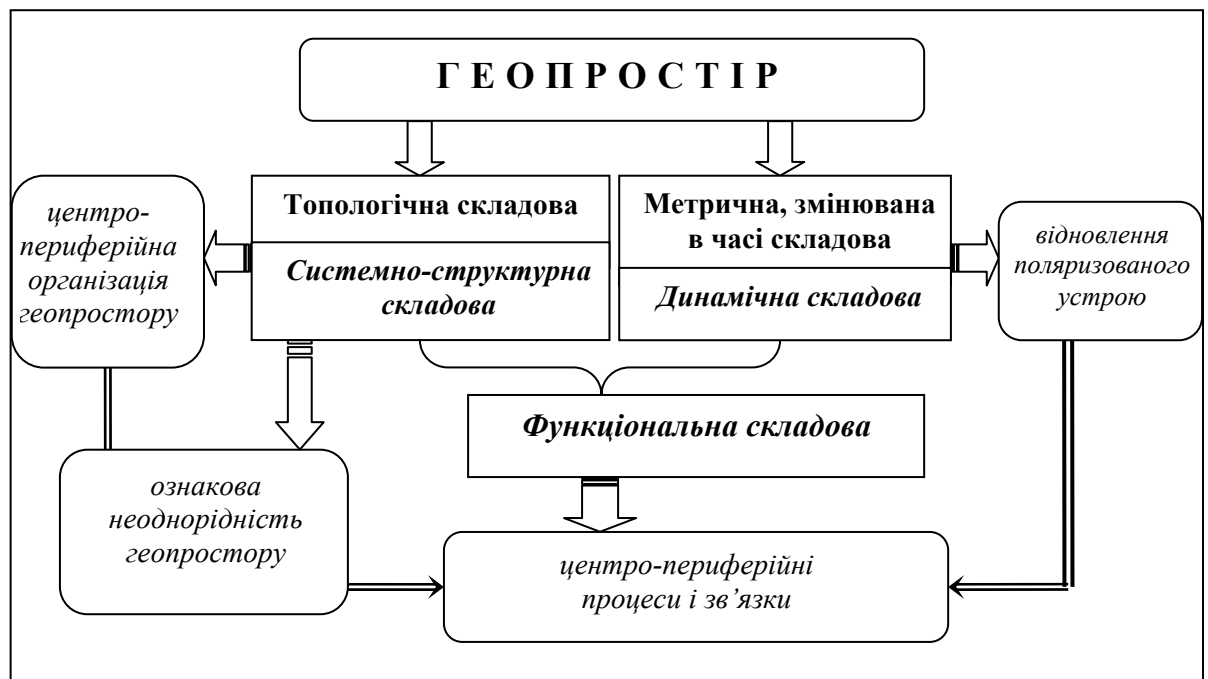 Г Е О П Р О С Т І Р
Топологічна складова
Системно-структурна
складова
Метрична, змінювана
в часі складова
Динамічна складова
центро-
периферійна
організація
геопростору
відновлення
поляризованого
устрою
Функціональна складова
ознакова
неоднорідність
геопростору
центро-периферійні
процеси і зв’язки